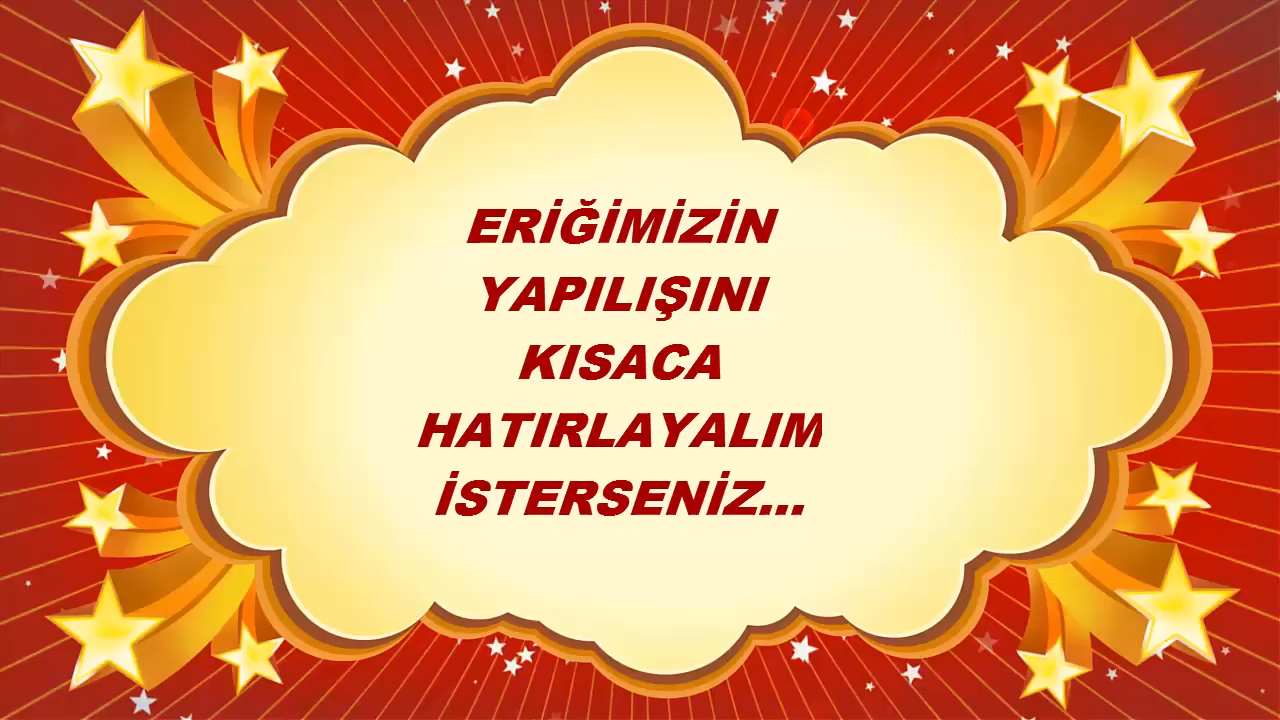 ERİĞİMİZİN
YAPILIŞINI
KISACA
HATIRLAYALIM
İSTERSENİZ...